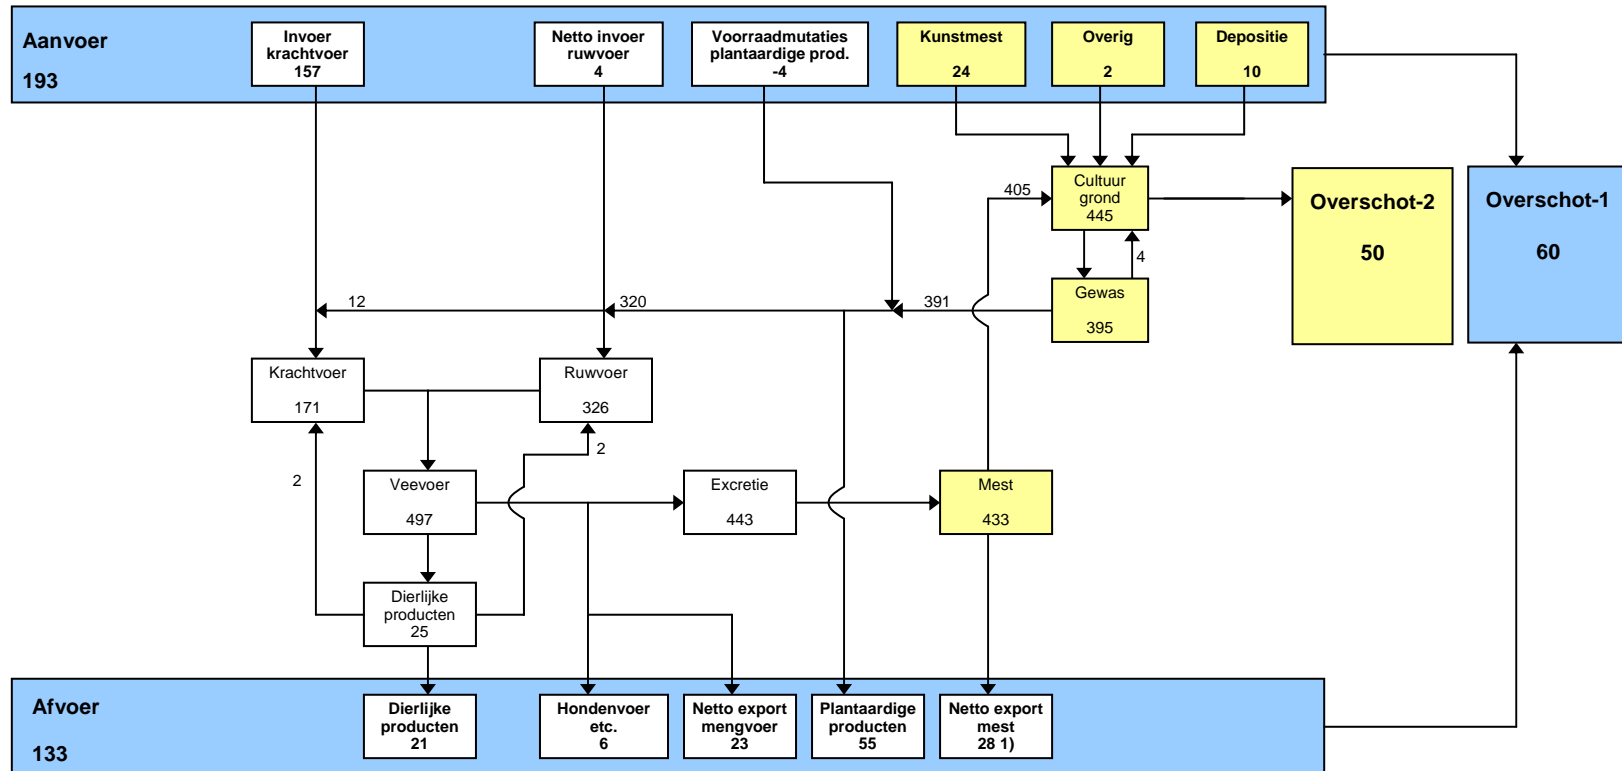 Aanvoer
193
Invoer
krachtvoer
157
Netto invoer
ruwvoer
4
Voorraadmutaties
plantaardige prod.
-4
Kunstmest
24
Overig
2
Depositie
10
405
Cultuur
grond
445
Overschot-2
50
Overschot-1
60
4
12
320
391
Gewas
395
Krachtvoer
171
Ruwvoer
326
2
2
Veevoer
497
Excretie
443
Mest
433
Dierlijke
producten
25
Afvoer
133
Dierlijke
producten
21
Hondenvoer
etc.
6
Netto export
mengvoer
23
Plantaardige
producten
55
Netto export
mest
28 1)